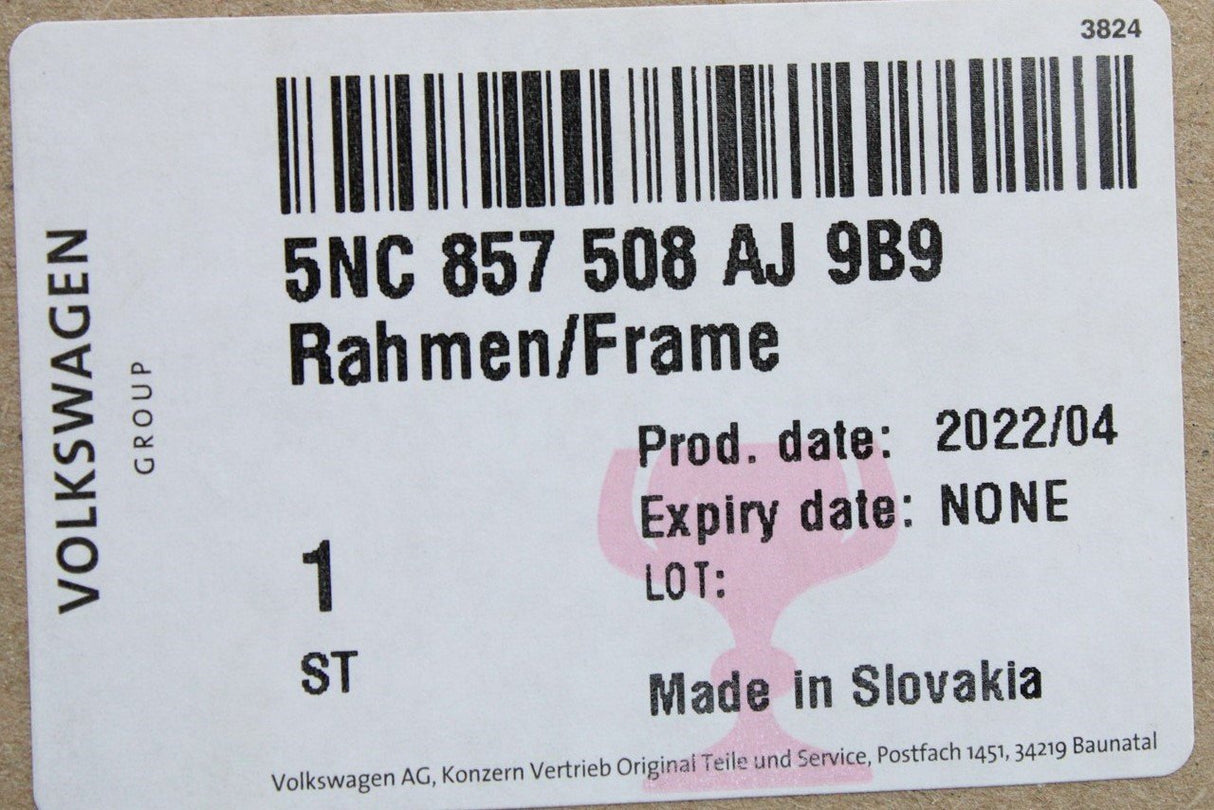 3824
5NC 857 508 AJ 9B9
Rahmen/Frame
VOLKSWAGEN
GROUP
Prod. date: 2022/04
Expiry date: NONE
LOT:
1
ST
Made in Slovakia
Volkswagen AG, Konzern Vertrieb Original Teile und Service, Postfach 1451, 34219 Baunatal